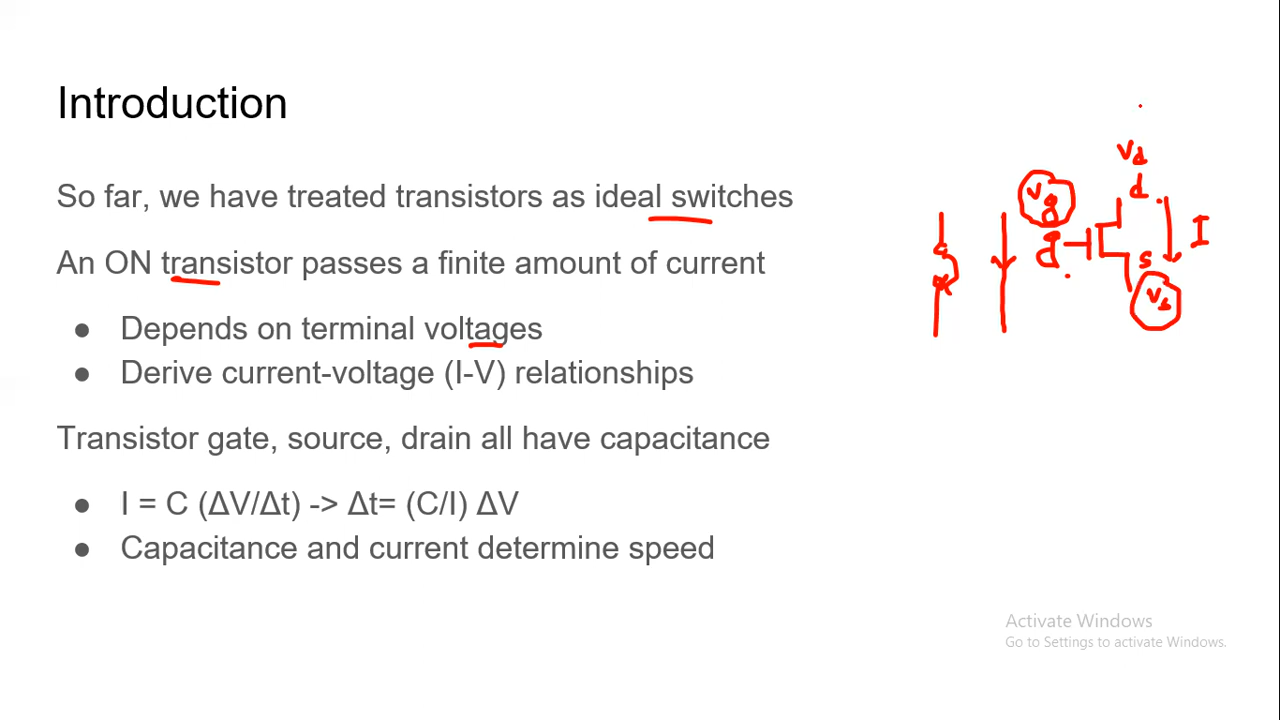 Introduction
So far, we have treated transistors as ideal switches
An ON transistor passes a finite amount of current
● Depends on terminal voltages
● Derive current-voltage (I-V) relationships
Transistor gate, source, drain all have capacitance
● I = C (ΔV/Δt) -> Δt= (C/I) ΔV
● Capacitance and current determine speed
Vd
d
Vg
g
I
s
Vs
Activate Windows
Go to Settings to activate Windows.